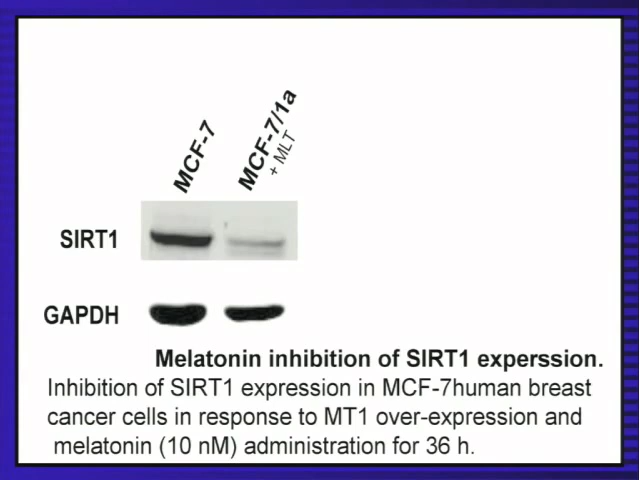 MCF-7
MCF-7/1a
+ MLT
SIRT1
GAPDH
Melatonin inhibition of SIRT1 experssion.
Inhibition of SIRT1 expression in MCF-7human breast
cancer cells in response to MT1 over-expression and
melatonin (10 nM) administration for 36 h.